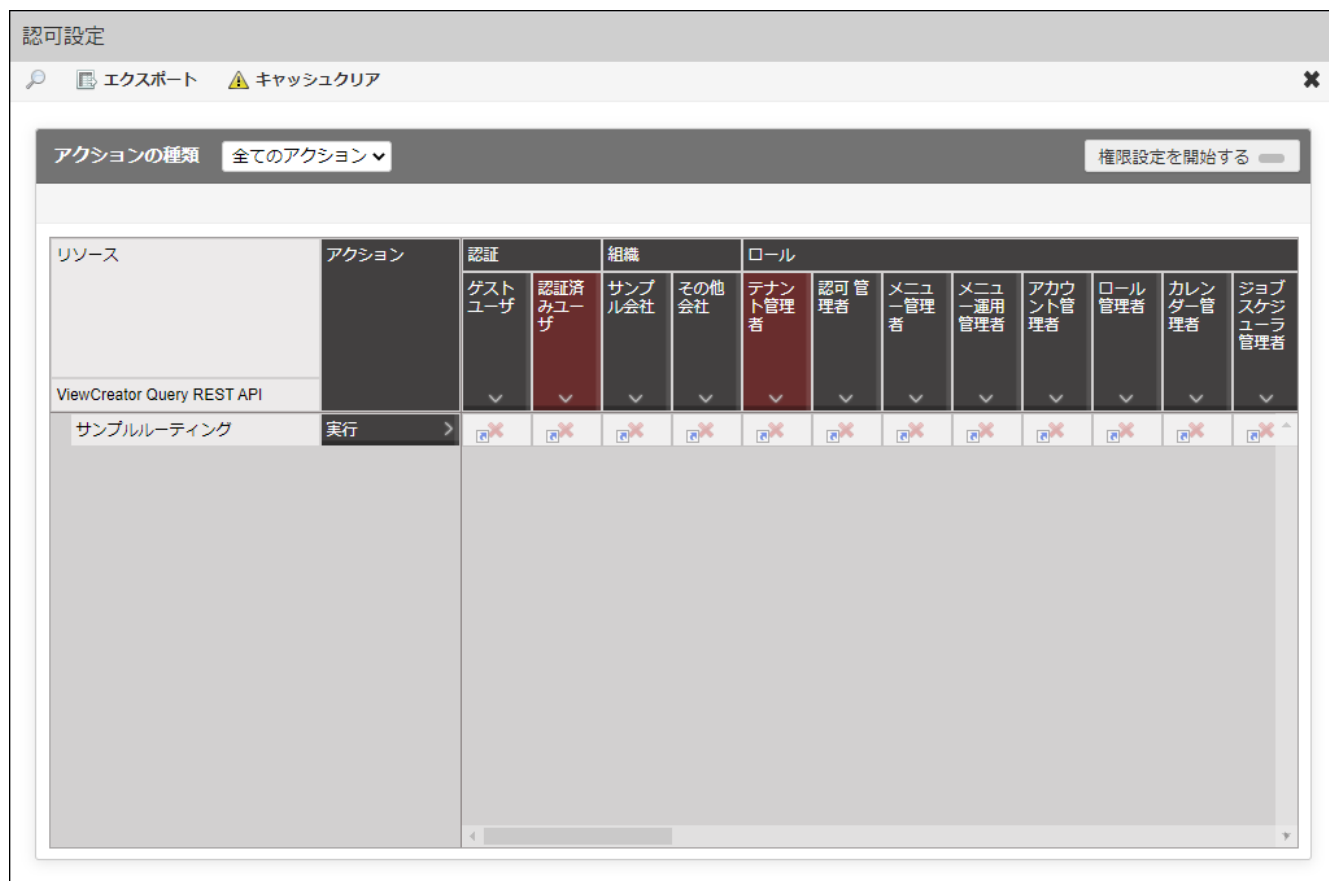 認可設定
エクスポート キャッシュクリア
アクションの種類 全てのアクション 権限設定を開始する
リソース アクション 認証 組織 ロール
ゲスト
ユーザ
認証済
みユー
ザ
サンプ
ル会社
その他
会社
テナン
ト管理
者
認可 管
理者
メニュ
ー管理
者
メニュ
ー運用
管理者
アカウ
ント管
理者
ロール
管理者
カレン
ダー管
理者
ジョブ
スケジ
ューラ
管理者
ViewCreator Query REST API
サンプルルーティング 実行